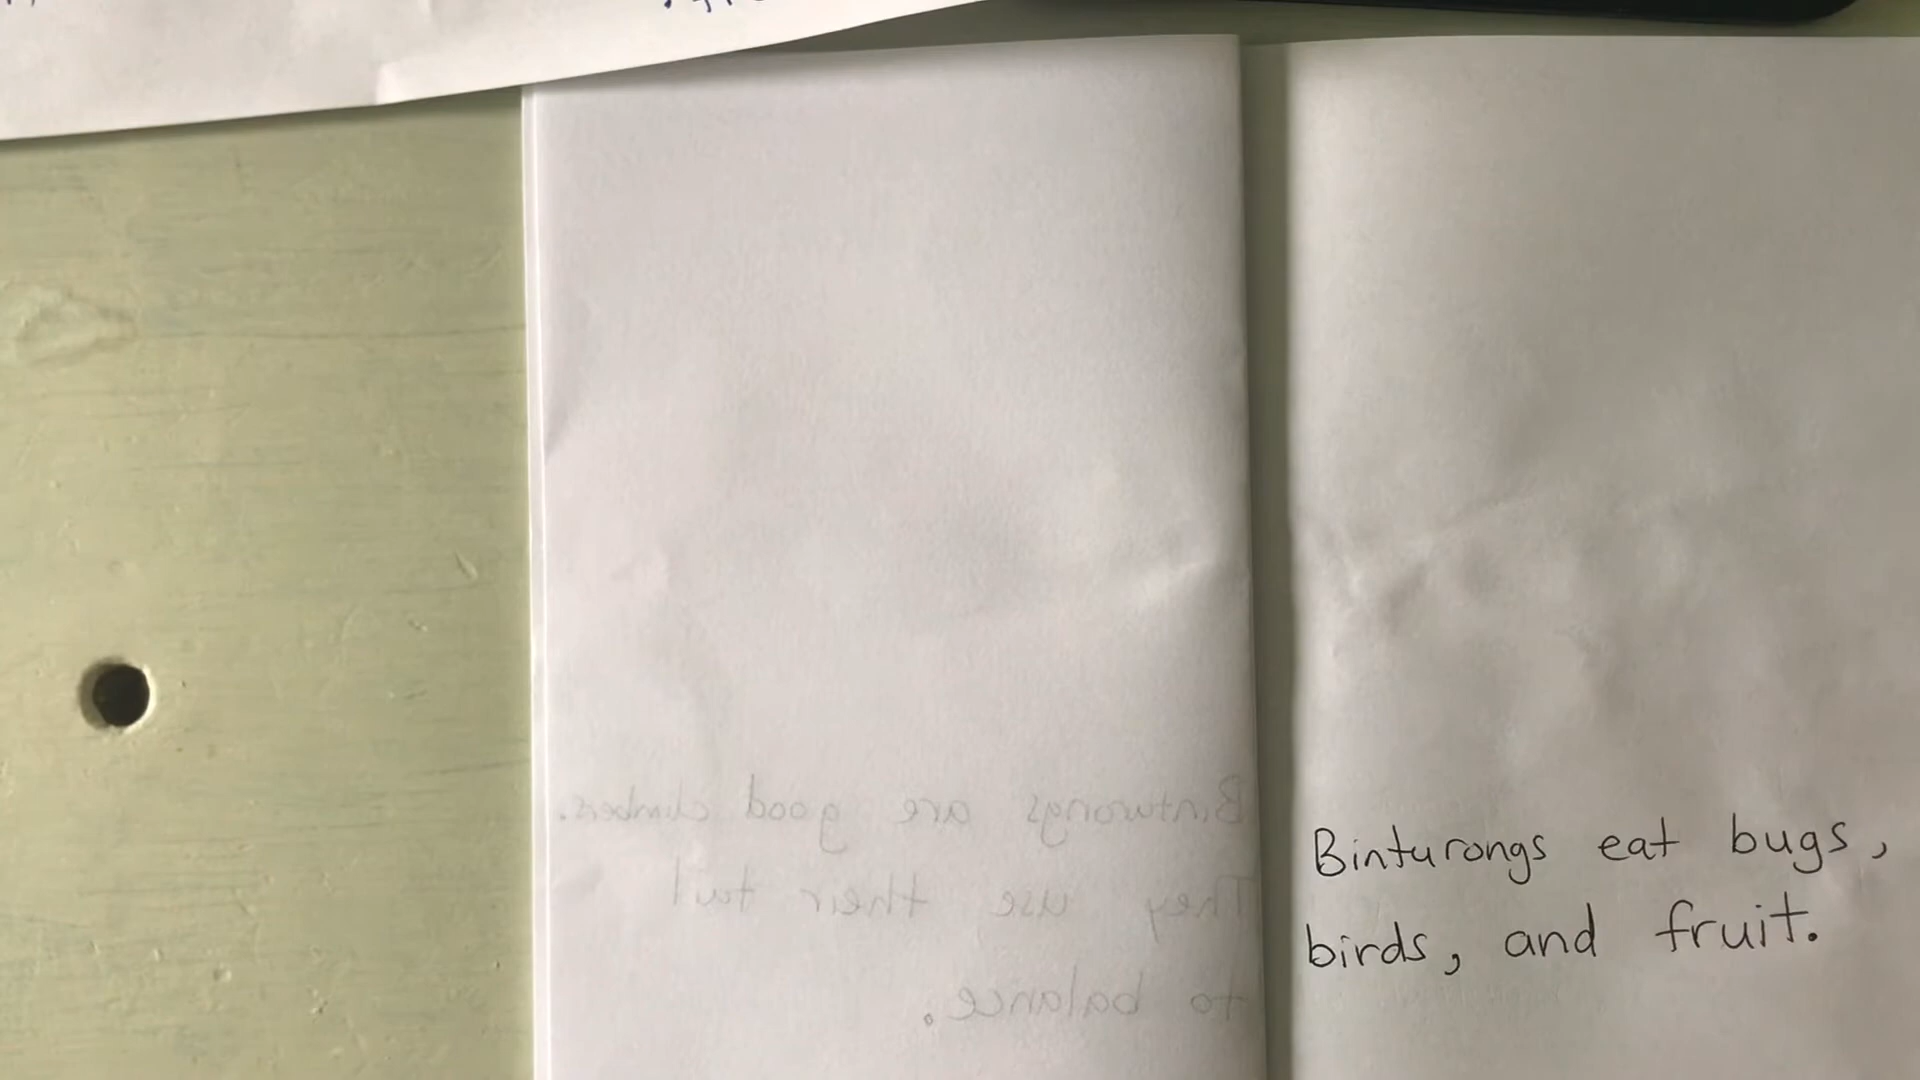 Binturongs are good climbers.
They use their tail
to balance.
Binturongs eat bugs,
birds, and fruit.